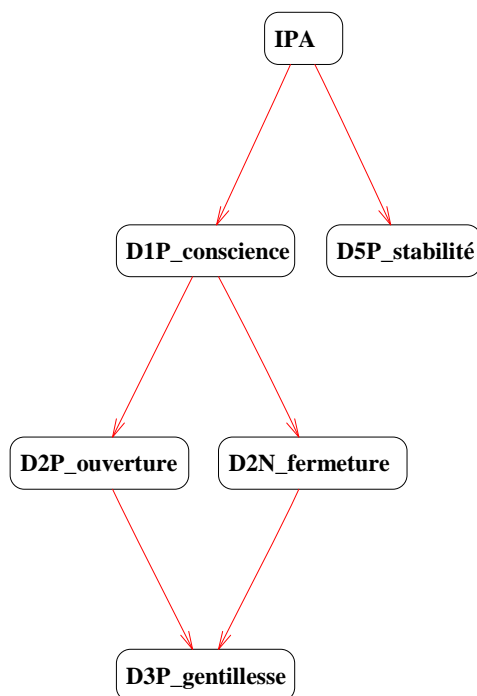 IPA
D1P_conscience
D5P_stabilité
D2P_ouverture
D2N_fermeture
D3P_gentillesse